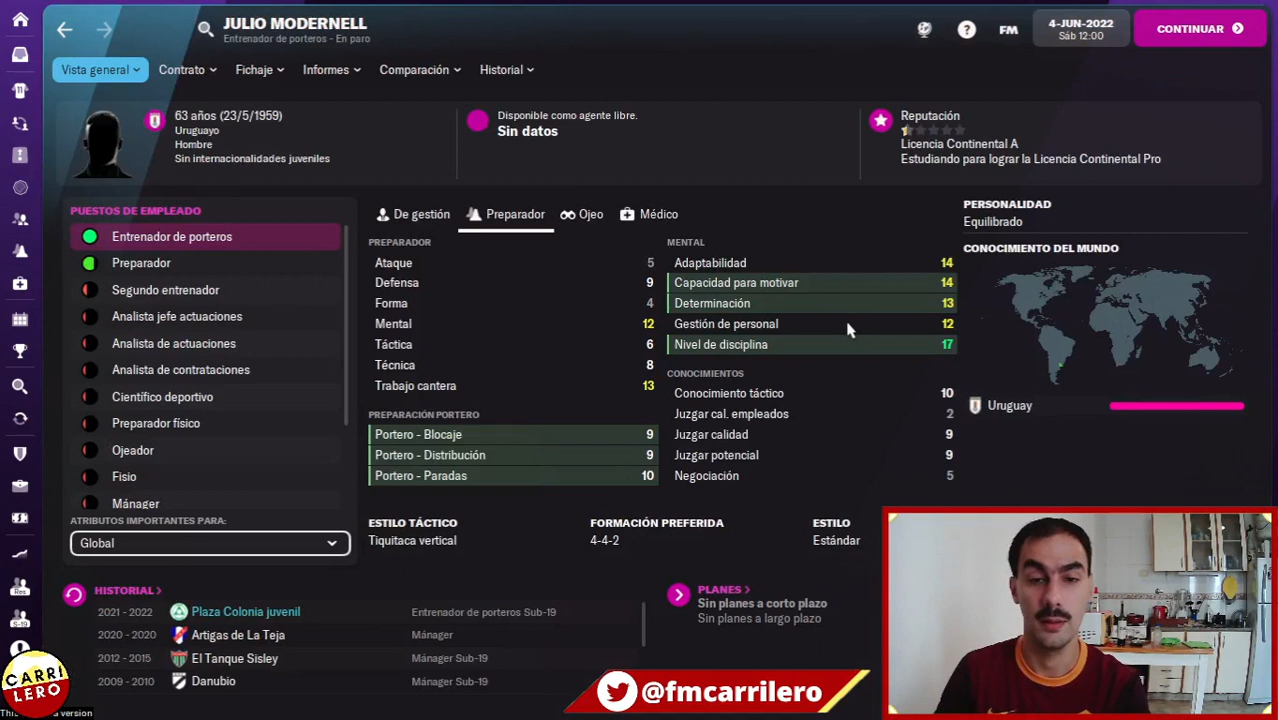 JULIO MODERNELL
Entrenador de porteros - En paro
FM
4-JUN-2022
Sáb 12:00
CONTINUAR
Vista general
Contrato
Fichaje
Informes
Comparación
Historial
63 años (23/5/1959)
Uruguayo
Hombre
Sin internacionalidades juveniles
Disponible como agente libre.
Sin datos
Reputación
Licencia Continental A
Estudiando para lograr la Licencia Continental Pro
PUESTOS DE EMPLEADO
Entrenador de porteros
Preparador
Segundo entrenador
Analista jefe actuaciones
Analista de actuaciones
Analista de contrataciones
Científico deportivo
Preparador físico
Ojeador
Fisio
Mánager
ATRIBUTOS IMPORTANTES PARA:
Global
De gestión
Preparador
Ojeo
Médico
PREPARADOR
Ataque 5
Defensa 9
Forma 4
Mental 12
Táctica 6
Técnica 8
Trabajo cantera 13
PREPARACIÓN PORTERO
Portero - Blocaje 9
Portero - Distribución 9
Portero - Paradas 10
MENTAL
Adaptabilidad 14
Capacidad para motivar 14
Determinación 13
Gestión de personal 12
Nivel de disciplina 17
CONOCIMIENTOS
Conocimiento táctico 10
Juzgar cal. empleados 2
Juzgar calidad 9
Juzgar potencial 9
Negociación 5
PERSONALIDAD
Equilibrado
CONOCIMIENTO DEL MUNDO
Uruguay
ESTILO TÁCTICO
Tiquitaca vertical
FORMACIÓN PREFERIDA
4-4-2
ESTILO
Estándar
HISTORIAL
2021 - 2022 Plaza Colonia juvenil Entrenador de porteros Sub-19
2020 - 2020 Artigas de La Teja Mánager
2012 - 2015 El Tanque Sisley Mánager Sub-19
2009 - 2010 Danubio Mánager Sub-19
PLANES
Sin planes a corto plazo
Sin planes a largo plazo
Res
S-19
CARRI
LERO
@fmcarrilero
version